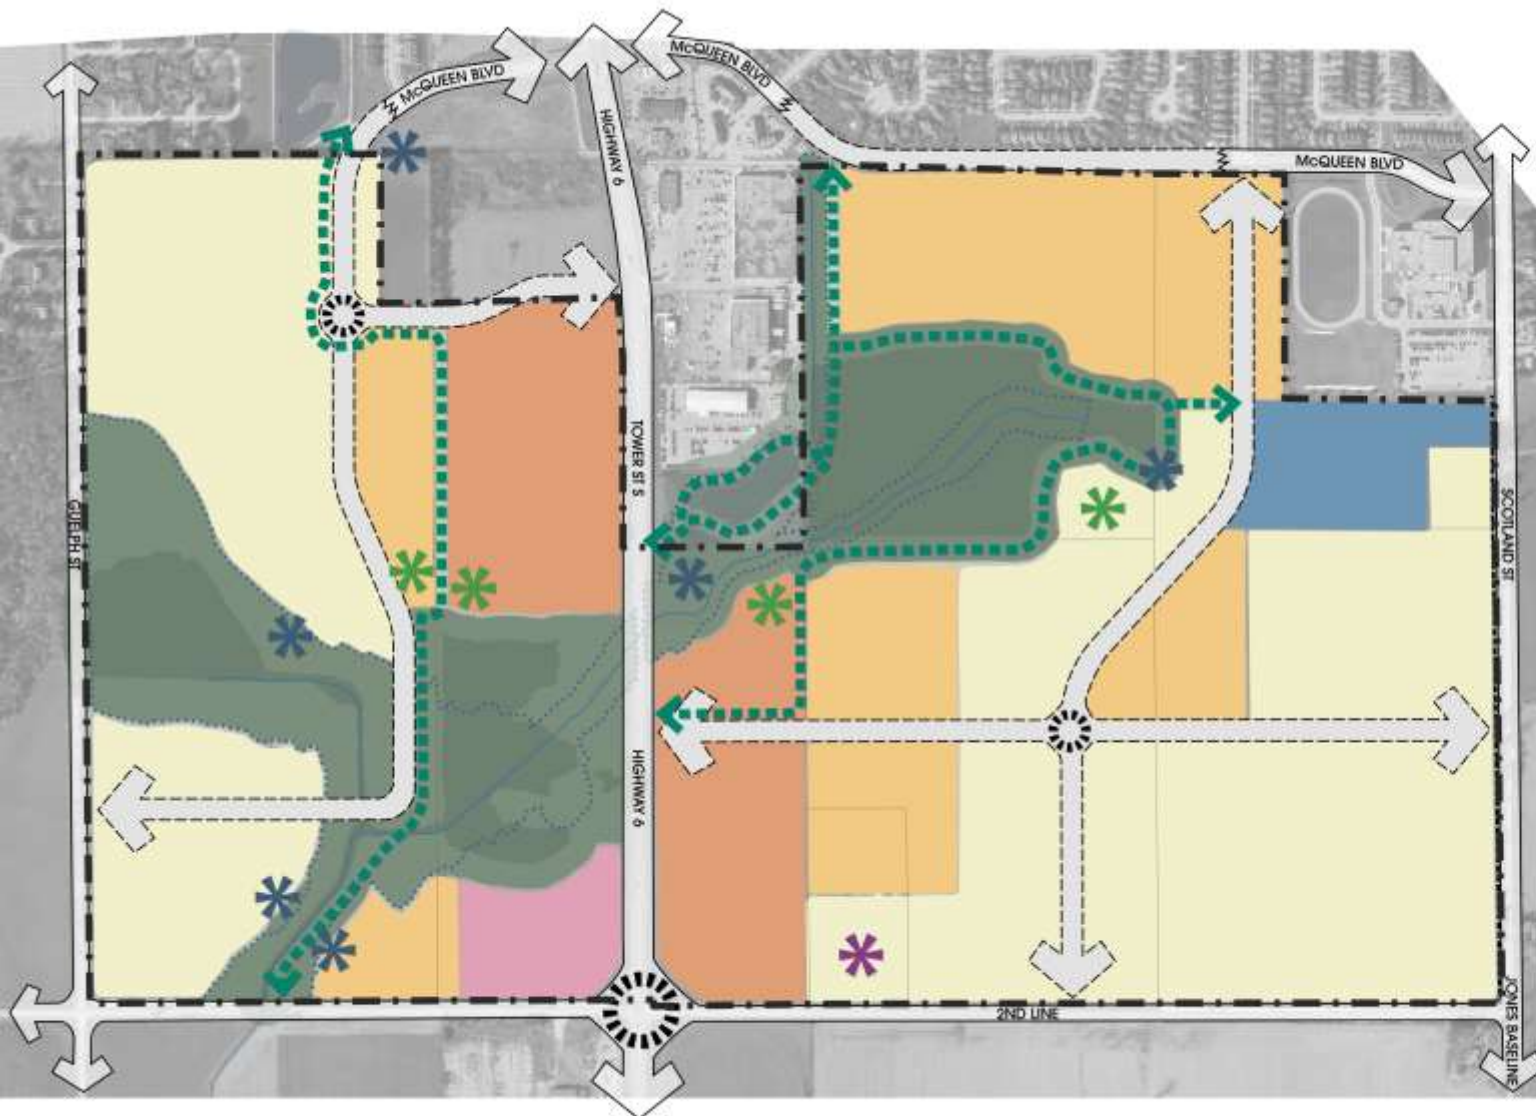 McQUEEN BLVD
McQUEEN BLVD
HIGHWAY 6
McQUEEN BLVD
TOWER ST S
GUELPH ST
SCOTLAND ST
HIGHWAY 6
2ND LINE
JONES BASELINE